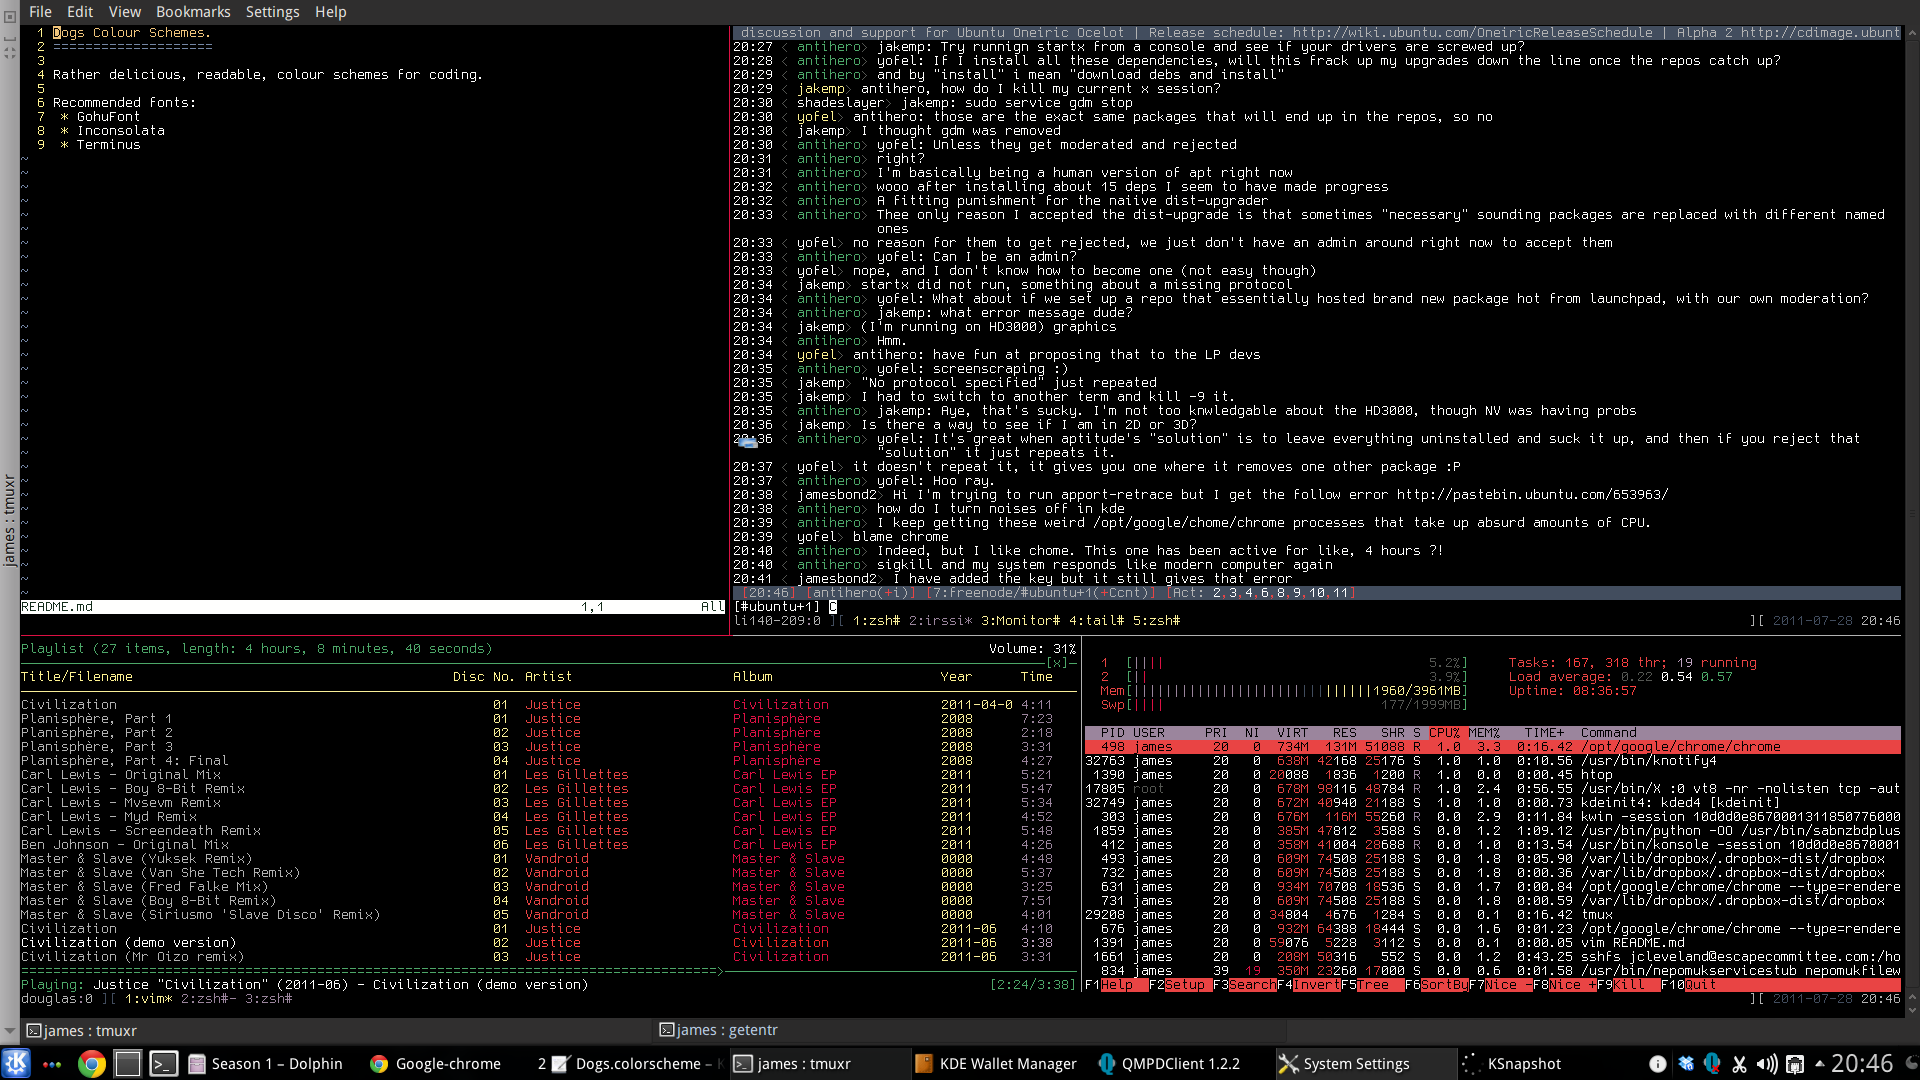 File Edit View Bookmarks Settings Help
1 Dogs Colour Schemes.
2 ====================
3
4 Rather delicious, readable, colour schemes for coding.
5
6 Recommended fonts:
7 * GohuFont
8 * Inconsolata
9 * Terminus
README.md 1,1 All
discussion and support for Ubuntu Oneiric Ocelot | Release schedule: http://wiki.ubuntu.com/OneiricReleaseSchedule | Alpha 2 http://cdimage.ubunt
20:27 < antihero> jakemp: Try runnign startx from a console and see if your drivers are screwed up?
20:28 < antihero> yofel: If I install all these dependencies, will this frack up my upgrades down the line once the repos catch up?
20:29 < antihero> and by "install" i mean "download debs and install"
20:29 < jakemp> antihero, how do I kill my current x session?
20:30 < shadeslayer> jakemp: sudo service gdm stop
20:30 < yofel> antihero: those are the exact same packages that will end up in the repos, so no
20:30 < jakemp> I thought gdm was removed
20:30 < antihero> yofel: Unless they get moderated and rejected
20:31 < antihero> right?
20:31 < antihero> I'm basically being a human version of apt right now
20:32 < antihero> wooo after installing about 15 deps I seem to have made progress
20:32 < antihero> A fitting punishment for the naiive dist-upgrader
20:33 < antihero> Thee only reason I accepted the dist-upgrade is that sometimes "necessary" sounding packages are replaced with different named
ones
20:33 < yofel> no reason for them to get rejected, we just don't have an admin around right now to accept them
20:33 < antihero> yofel: Can I be an admin?
20:33 < yofel> nope, and I don't know how to become one (not easy though)
20:34 < jakemp> startx did not run, something about a missing protocol
20:34 < antihero> yofel: What about if we set up a repo that essentially hosted brand new package hot from launchpad, with our own moderation?
20:34 < antihero> jakemp: what error message dude?
20:34 < jakemp> (I'm running on HD3000) graphics
20:34 < antihero> Hmm.
20:34 < yofel> antihero: have fun at proposing that to the LP devs
20:35 < antihero> yofel: screenscraping :)
20:35 < jakemp> "No protocol specified" just repeated
20:35 < jakemp> I had to switch to another term and kill -9 it.
20:35 < antihero> jakemp: Aye, that's sucky. I'm not too knwledgable about the HD3000, though NV was having probs
20:36 < jakemp> Is there a way to see if I am in 2D or 3D?
20:36 < antihero> yofel: It's great when aptitude's "solution" is to leave everything uninstalled and suck it up, and then if you reject that
"solution" it just repeats it.
20:37 < yofel> it doesn't repeat it, it gives you one where it removes one other package :P
20:37 < antihero> yofel: Hoo ray.
20:38 < jamesbond2> Hi I'm trying to run apport-retrace but I get the follow error http://pastebin.ubuntu.com/653963/
20:38 < antihero> how do I turn noises off in kde
20:39 < antihero> I keep getting these weird /opt/google/chome/chrome processes that take up absurd amounts of CPU.
20:39 < yofel> blame chrome
20:40 < antihero> Indeed, but I like chome. This one has been active for like, 4 hours ?!
20:40 < antihero> sigkill and my system responds like modern computer again
20:41 < jamesbond2> I have added the key but it still gives that error
[20:46] [antihero(+i)] [7:freenode/#ubuntu+1(+Ccnt)] [Act: 2,3,4,6,8,9,10,11]
[#ubuntu+1] C
li140-209:0 ][ 1:zsh# 2:irssi* 3:Monitor# 4:tail# 5:zsh# ][ 2011-07-28 20:46
Playlist (27 items, length: 4 hours, 8 minutes, 40 seconds) Volume: 31%
[x]
Title/Filename Disc No. Artist Album Year Time
Civilization 01 Justice Civilization 2011-04-0 4:11
Planisphère, Part 1 01 Justice Planisphère 2008 7:23
Planisphère, Part 2 02 Justice Planisphère 2008 2:18
Planisphère, Part 3 03 Justice Planisphère 2008 3:31
Planisphère, Part 4: Final 04 Justice Planisphère 2008 4:27
Carl Lewis - Original Mix 01 Les Gillettes Carl Lewis EP 2011 5:21
Carl Lewis - Boy 8-Bit Remix 02 Les Gillettes Carl Lewis EP 2011 5:47
Carl Lewis - Mvsevm Remix 03 Les Gillettes Carl Lewis EP 2011 5:34
Carl Lewis - Myd Remix 04 Les Gillettes Carl Lewis EP 2011 4:52
Carl Lewis - Screendeath Remix 05 Les Gillettes Carl Lewis EP 2011 5:48
Ben Johnson - Original Mix 06 Les Gillettes Carl Lewis EP 2011 4:26
Master & Slave (Yuksek Remix) 01 Vandroid Master & Slave 0000 4:48
Master & Slave (Van She Tech Remix) 02 Vandroid Master & Slave 0000 5:37
Master & Slave (Fred Falke Mix) 03 Vandroid Master & Slave 0000 3:25
Master & Slave (Boy 8-Bit Remix) 04 Vandroid Master & Slave 0000 7:51
Master & Slave (Siriusmo 'Slave Disco' Remix) 05 Vandroid Master & Slave 0000 4:01
Civilization 01 Justice Civilization 2011-06 4:10
Civilization (demo version) 02 Justice Civilization 2011-06 3:38
Civilization (Mr Oizo remix) 03 Justice Civilization 2011-06 3:31
Playing: Justice "Civilization" (2011-06) - Civilization (demo version) [2:24/3:38]
douglas:0 ][ 1:vim* 2:zsh#- 3:zsh# ][ 2011-07-28 20:46
1 [|||| 5.2%] Tasks: 167, 318 thr; 19 running
2 [|| 3.9%] Load average: 0.22 0.54 0.57
Mem[ 1960/3961MB] Uptime: 08:36:57
Swp[|||| 177/1999MB]
PID USER PRI NI VIRT RES SHR S CPU% MEM% TIME+ Command
498 james 20 0 734M 131M 51088 R 1.0 3.3 0:16.42 /opt/google/chrome/chrome
32763 james 20 0 638M 42168 25176 S 1.0 1.0 0:10.56 /usr/bin/knotify4
1390 james 20 0 20088 1836 1200 R 0.0 0.0 0:00.45 htop
17805 root 20 0 678M 98116 48784 R 1.0 2.4 0:56.55 /usr/bin/X :0 vt8 -nr -nolisten tcp -aut
32749 james 20 0 672M 40940 21188 S 1.0 1.0 0:00.73 kdeinit4: kded4 [kdeinit]
303 james 20 0 676M 116M 55260 R 0.0 2.9 0:11.84 kwin -session 10d0d0e8670001311850776000
1859 james 20 0 385M 47812 3588 S 0.0 1.2 1:09.12 /usr/bin/python -OO /usr/bin/sabnzbdplus
412 james 20 0 358M 41004 28688 R 0.0 1.0 0:13.54 /usr/bin/konsole -session 10d0d0e8670001
493 james 20 0 609M 74508 25188 S 0.0 1.8 0:05.90 /var/lib/dropbox/.dropbox-dist/dropbox
732 james 20 0 609M 74508 25188 S 0.0 1.8 0:00.36 /var/lib/dropbox/.dropbox-dist/dropbox
631 james 20 0 934M 70708 18536 S 0.0 1.7 0:00.84 /opt/google/chrome/chrome --type=rendere
731 james 20 0 609M 74508 25188 S 0.0 1.8 0:00.59 /var/lib/dropbox/.dropbox-dist/dropbox
29208 james 20 0 34804 4676 1284 S 0.0 0.1 0:16.42 tmux
676 james 20 0 932M 64388 18444 S 0.0 1.6 0:01.23 /opt/google/chrome/chrome --type=rendere
1391 james 20 0 59076 5228 3112 S 0.0 0.1 0:00.05 vim README.md
1661 james 20 0 208M 50316 552 S 0.0 1.2 0:43.25 sshfs jcleveland@escapecommittee.com:/ho
834 james 39 19 350M 23260 17000 S 0.0 0.6 0:01.58 /usr/bin/nepomukservicestub nepomukfilew
F1Help F2Setup F3SearchF4InvertF5Tree F6SortByF7Nice -F8Nice +F9Kill F10Quit
james : tmuxr
james : tmuxr james : getentr
Season 1 – Dolphin Google-chrome 2 Dogs.colorscheme – james : tmuxr KDE Wallet Manager QMPDClient 1.2.2 System Settings KSnapshot 20:46